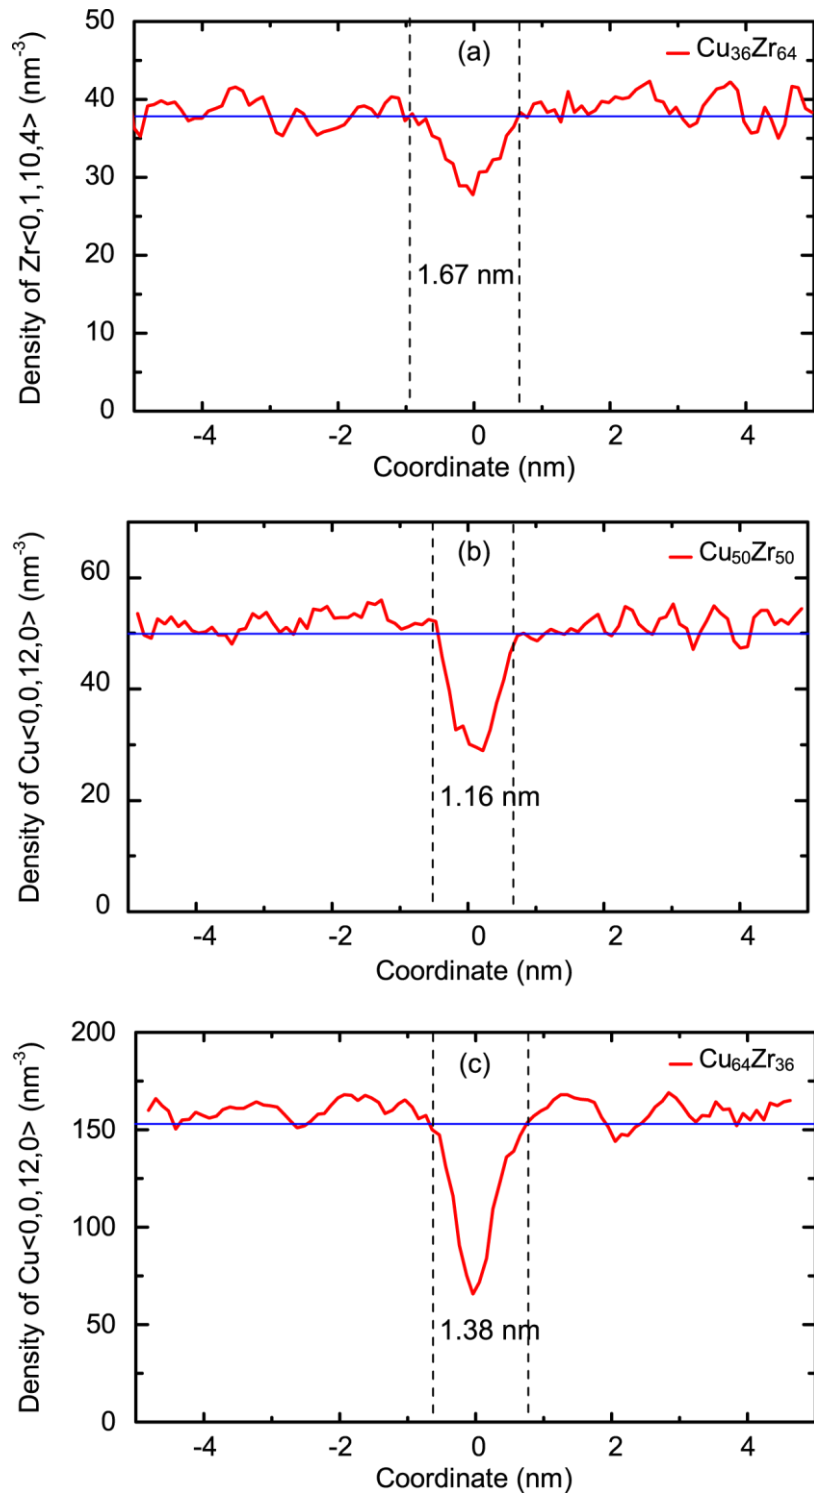 50
(a)
Cu36Zr64
40
30
20
10
0
1.67 nm
Density of Zr<0,1,10,4> (nm-3)
-4 -2 0 2 4
Coordinate (nm)
60
(b)
Cu50Zr50
40
20
0
1.16 nm
Density of Cu<0,0,12,0> (nm-3)
-4 -2 0 2 4
Coordinate (nm)
200
(c)
Cu64Zr36
150
100
50
0
1.38 nm
Density of Cu<0,0,12,0> (nm-3)
-4 -2 0 2 4
Coordinate (nm)